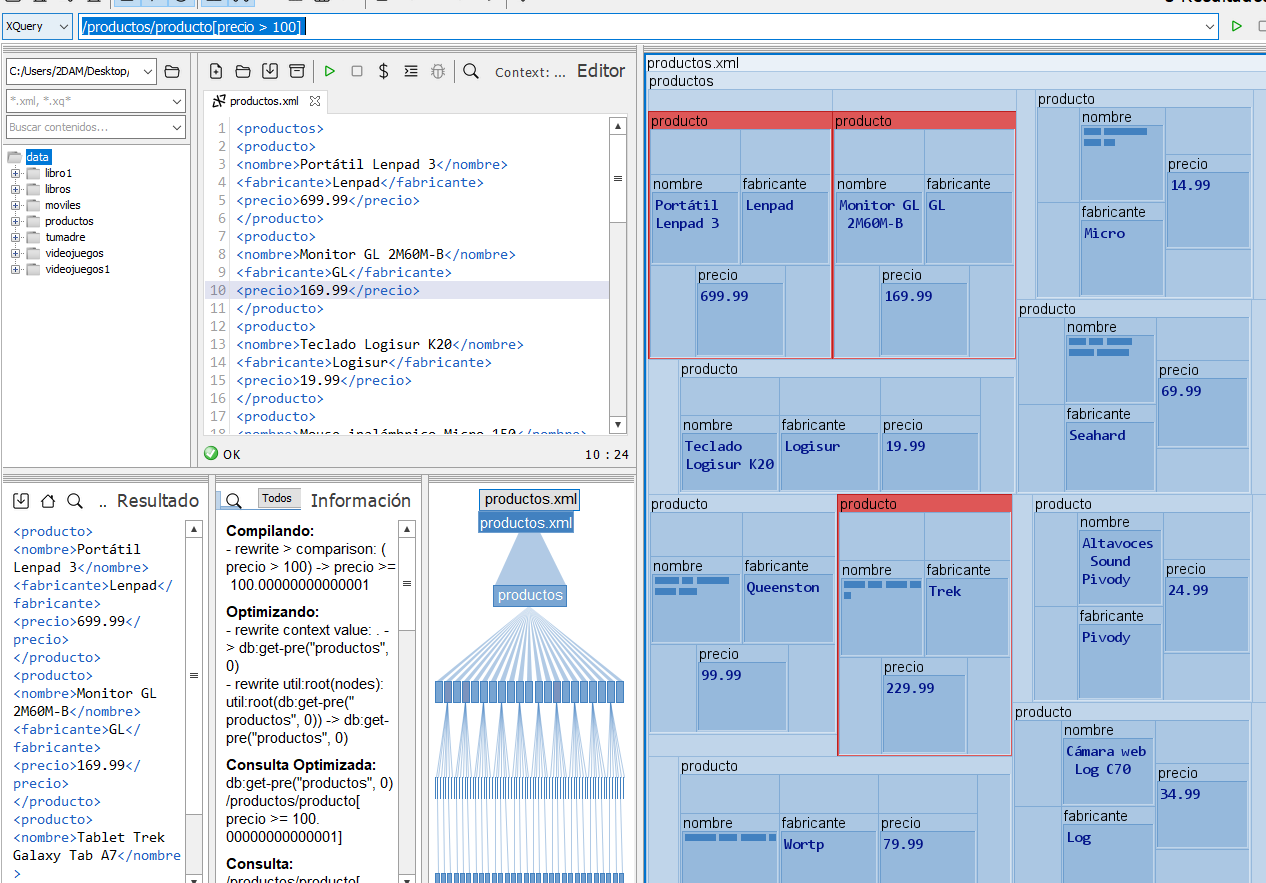 XQuery
/productos/producto[precio > 100]
C:/Users/2DAM/Desktop/
*.xml, *.xq*
Buscar contenidos...
data
libro1
libros
moviles
productos
tumadre
videojuegos
videojuegos1
Context: ...
Editor
productos.xml
1 <productos>
2 <producto>
3 <nombre>Portátil Lenpad 3</nombre>
4 <fabricante>Lenpad</fabricante>
5 <precio>699.99</precio>
6 </producto>
7 <producto>
8 <nombre>Monitor GL 2M60M-B</nombre>
9 <fabricante>GL</fabricante>
10 <precio>169.99</precio>
11 </producto>
12 <producto>
13 <nombre>Teclado Logisur K20</nombre>
14 <fabricante>Logisur</fabricante>
15 <precio>19.99</precio>
16 </producto>
17 <producto>
18 <nombre>Mouse inalámbrico Micro 150</nombre>
OK
10 : 24
.. Resultado
<producto>
<nombre>Portátil
Lenpad 3</nombre>
<fabricante>Lenpad</
fabricante>
<precio>699.99</
precio>
</producto>
<producto>
<nombre>Monitor GL
2M60M-B</nombre>
<fabricante>GL</
fabricante>
<precio>169.99</
precio>
</producto>
<producto>
<nombre>Tablet Trek
Galaxy Tab A7</nombre
>
Todos
Información
Compilando:
- rewrite > comparison: (
precio > 100) -> precio >=
100.00000000000001
Optimizando:
- rewrite context value: . -
> db:get-pre("productos",
0)
- rewrite util:root(nodes):
util:root(db:get-pre("
productos", 0)) -> db:get-
pre("productos", 0)
Consulta Optimizada:
db:get-pre("productos", 0)
/productos/producto[
precio >= 100.
00000000000001]
Consulta:
/productos/producto[
productos.xml
productos.xml
productos
productos.xml
productos
producto
nombre
Portátil
Lenpad 3
fabricante
Lenpad
precio
699.99
producto
nombre
Monitor GL
2M60M-B
fabricante
GL
precio
169.99
producto
nombre
precio
14.99
fabricante
Micro
producto
nombre
precio
69.99
fabricante
Seahard
producto
nombre
Teclado
Logisur K20
fabricante
Logisur
precio
19.99
producto
nombre
fabricante
Queenston
precio
99.99
producto
nombre
fabricante
Trek
precio
229.99
producto
nombre
Altavoces
Sound
Pivody
precio
24.99
fabricante
Pivody
producto
nombre
Cámara web
Log C70
precio
34.99
fabricante
Log
producto
nombre
fabricante
Wortp
precio
79.99